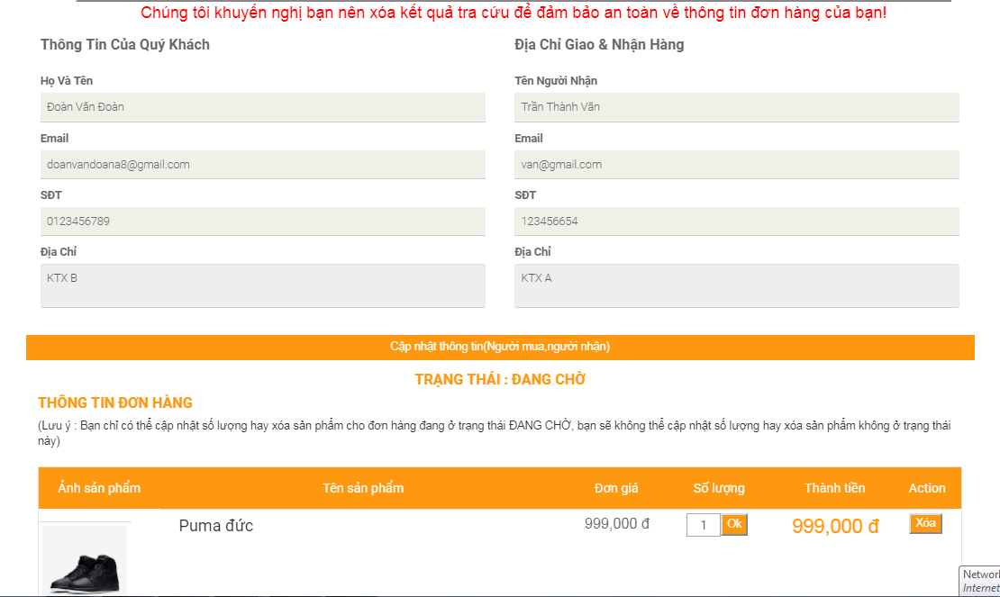 Chúng tôi khuyến nghị bạn nên xóa kết quả tra cứu để đảm bảo an toàn về thông tin đơn hàng của bạn!
Thông Tin Của Quý Khách
Họ Và Tên
Đoàn Văn Đoàn
Email
doanvandoana8@gmail.com
SĐT
0123456789
Địa Chỉ
KTX B
Địa Chỉ Giao & Nhận Hàng
Tên Người Nhận
Trần Thành Văn
Email
van@gmail.com
SĐT
123456654
Địa Chỉ
KTX A
Cập nhật thông tin(Người mua,người nhận)
TRẠNG THÁI : ĐANG CHỜ
THÔNG TIN ĐƠN HÀNG
(Lưu ý : Bạn chỉ có thể cập nhật số lượng hay xóa sản phẩm cho đơn hàng đang ở trạng thái ĐANG CHỜ, bạn sẽ không thể cập nhật số lượng hay xóa sản phẩm không ở trạng thái
này)
Ảnh sản phẩm Tên sản phẩm Đơn giá Số lượng Thành tiền Action
Puma đức 999,000 đ 1 Ok 999,000 đ Xóa
Network
Internet